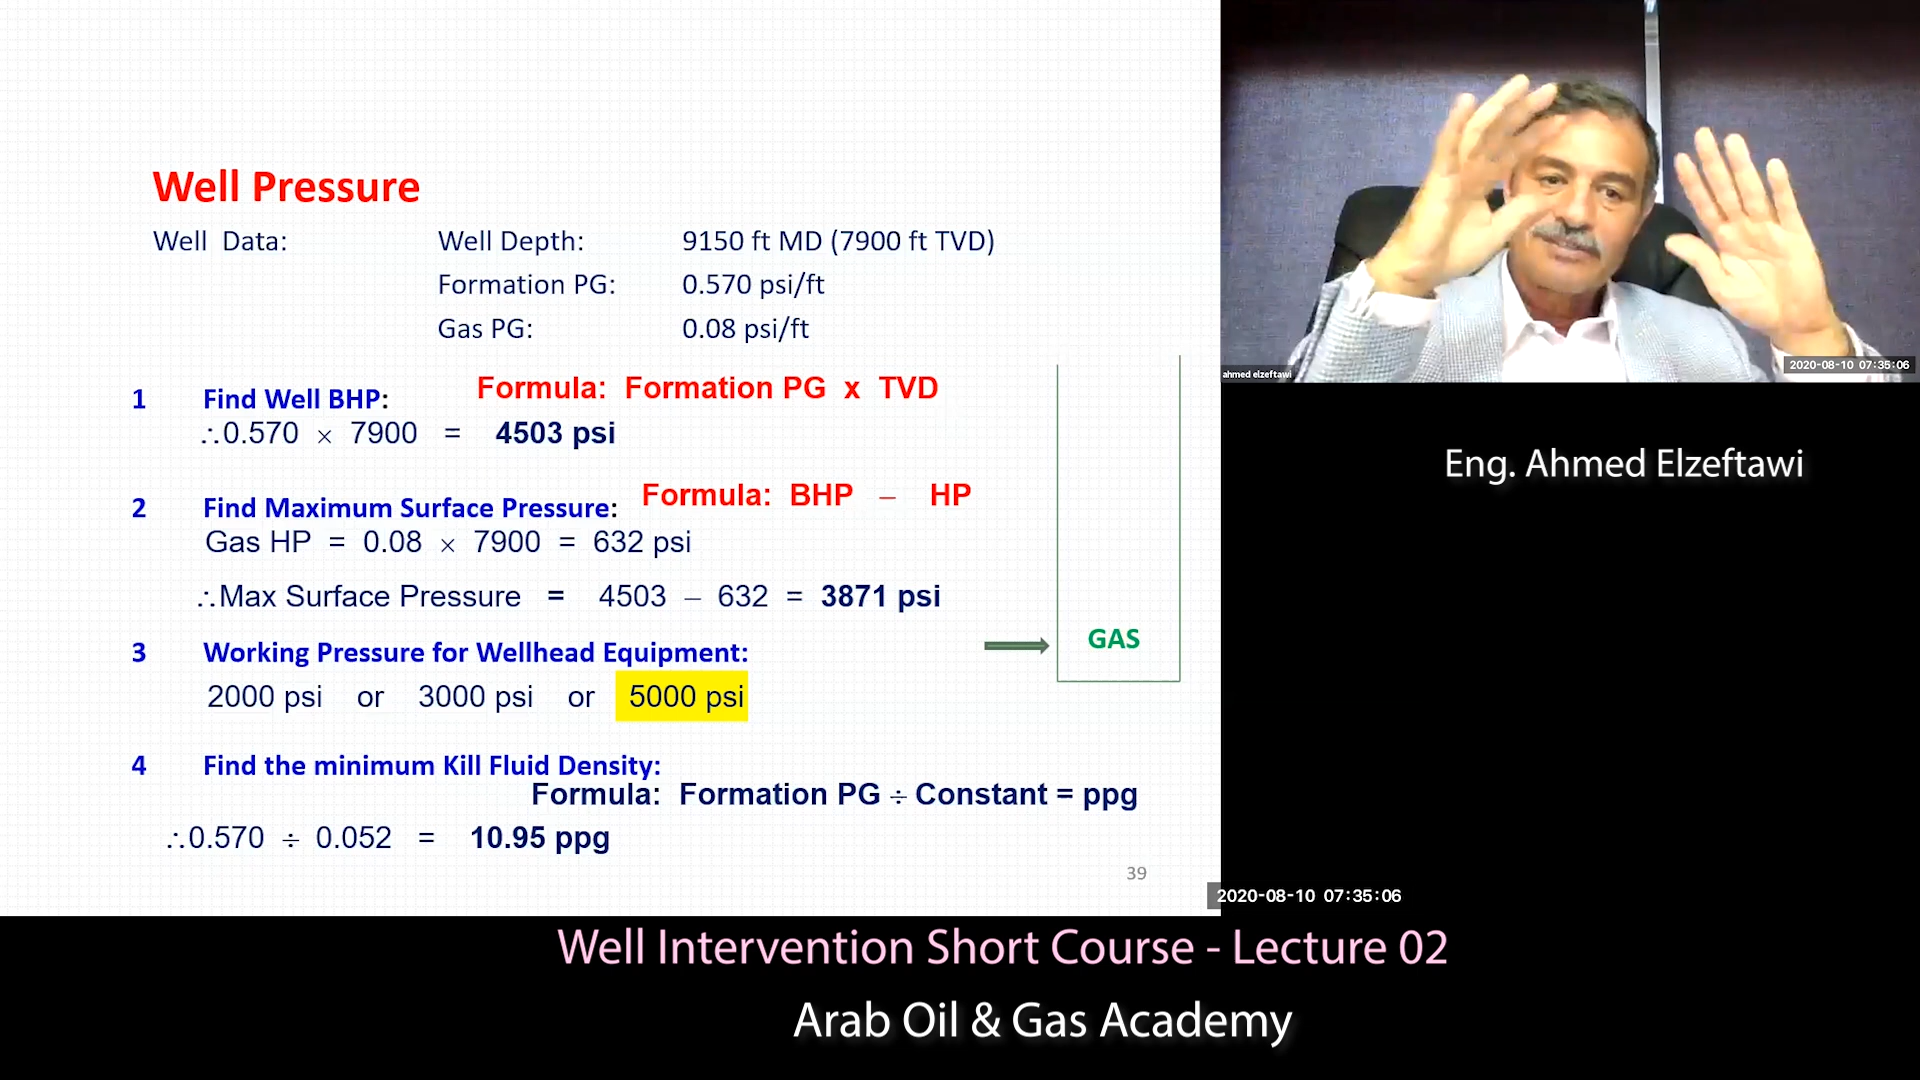 Well Pressure
Well Data: Well Depth: 9150 ft MD (7900 ft TVD)
Formation PG: 0.570 psi/ft
Gas PG: 0.08 psi/ft
1 Find Well BHP: Formula: Formation PG x TVD
∴0.570 × 7900 = 4503 psi
2 Find Maximum Surface Pressure: Formula: BHP – HP
Gas HP = 0.08 × 7900 = 632 psi
∴Max Surface Pressure = 4503 – 632 = 3871 psi
3 Working Pressure for Wellhead Equipment:
2000 psi or 3000 psi or 5000 psi
GAS
4 Find the minimum Kill Fluid Density:
Formula: Formation PG ÷ Constant = ppg
∴0.570 ÷ 0.052 = 10.95 ppg
39
ahmed elzeftawi
2020-08-10 07:35:06
Eng. Ahmed Elzeftawi
2020-08-10 07:35:06
Well Intervention Short Course - Lecture 02
Arab Oil & Gas Academy